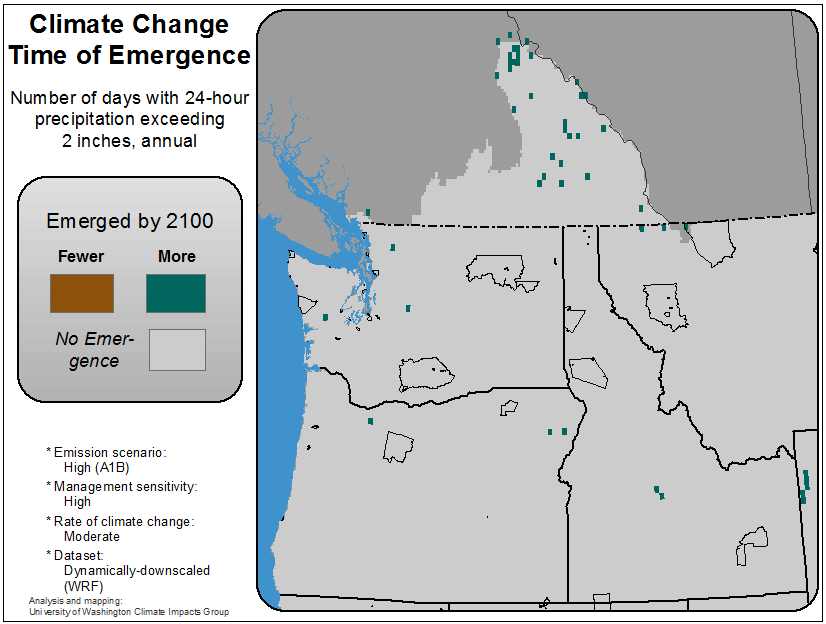 Climate Change
Time of Emergence
Number of days with 24-hour
precipitation exceeding
2 inches, annual
Emerged by 2100
Fewer
More
No Emer-
gence
* Emission scenario:
High (A1B)
* Management sensitivity:
High
* Rate of climate change:
Moderate
* Dataset:
Dynamically-downscaled
(WRF)
Analysis and mapping:
University of Washington Climate Impacts Group